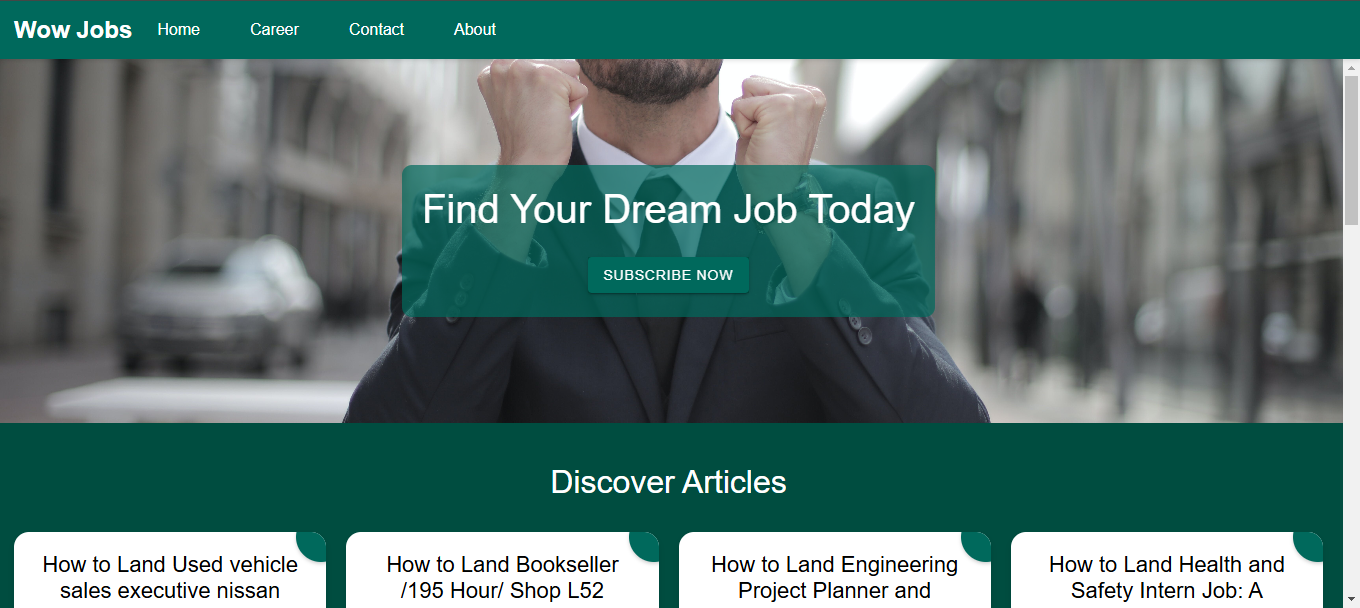 Wow Jobs Home Career Contact About
Find Your Dream Job Today
SUBSCRIBE NOW
Discover Articles
How to Land Used vehicle
sales executive nissan
How to Land Bookseller
/195 Hour/ Shop L52
How to Land Engineering
Project Planner and
How to Land Health and
Safety Intern Job: A